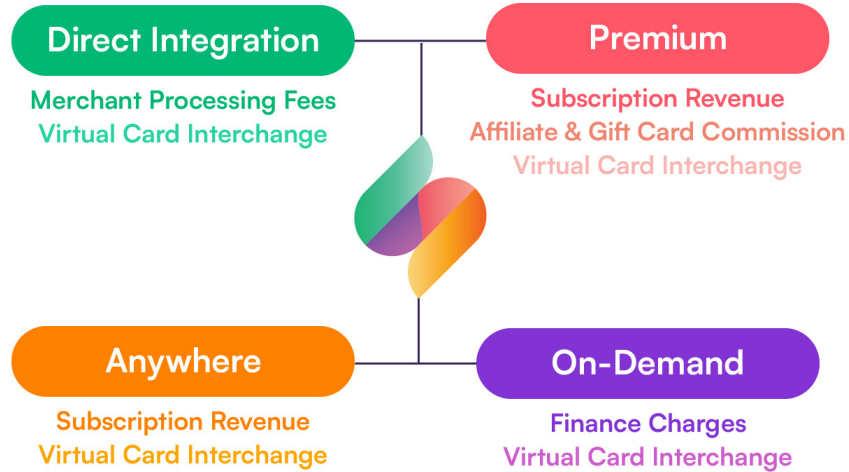 Direct Integration
Merchant Processing Fees
Virtual Card Interchange
Premium
Subscription Revenue
Affiliate & Gift Card Commission
Virtual Card Interchange
Anywhere
Subscription Revenue
Virtual Card Interchange
On-Demand
Finance Charges
Virtual Card Interchange